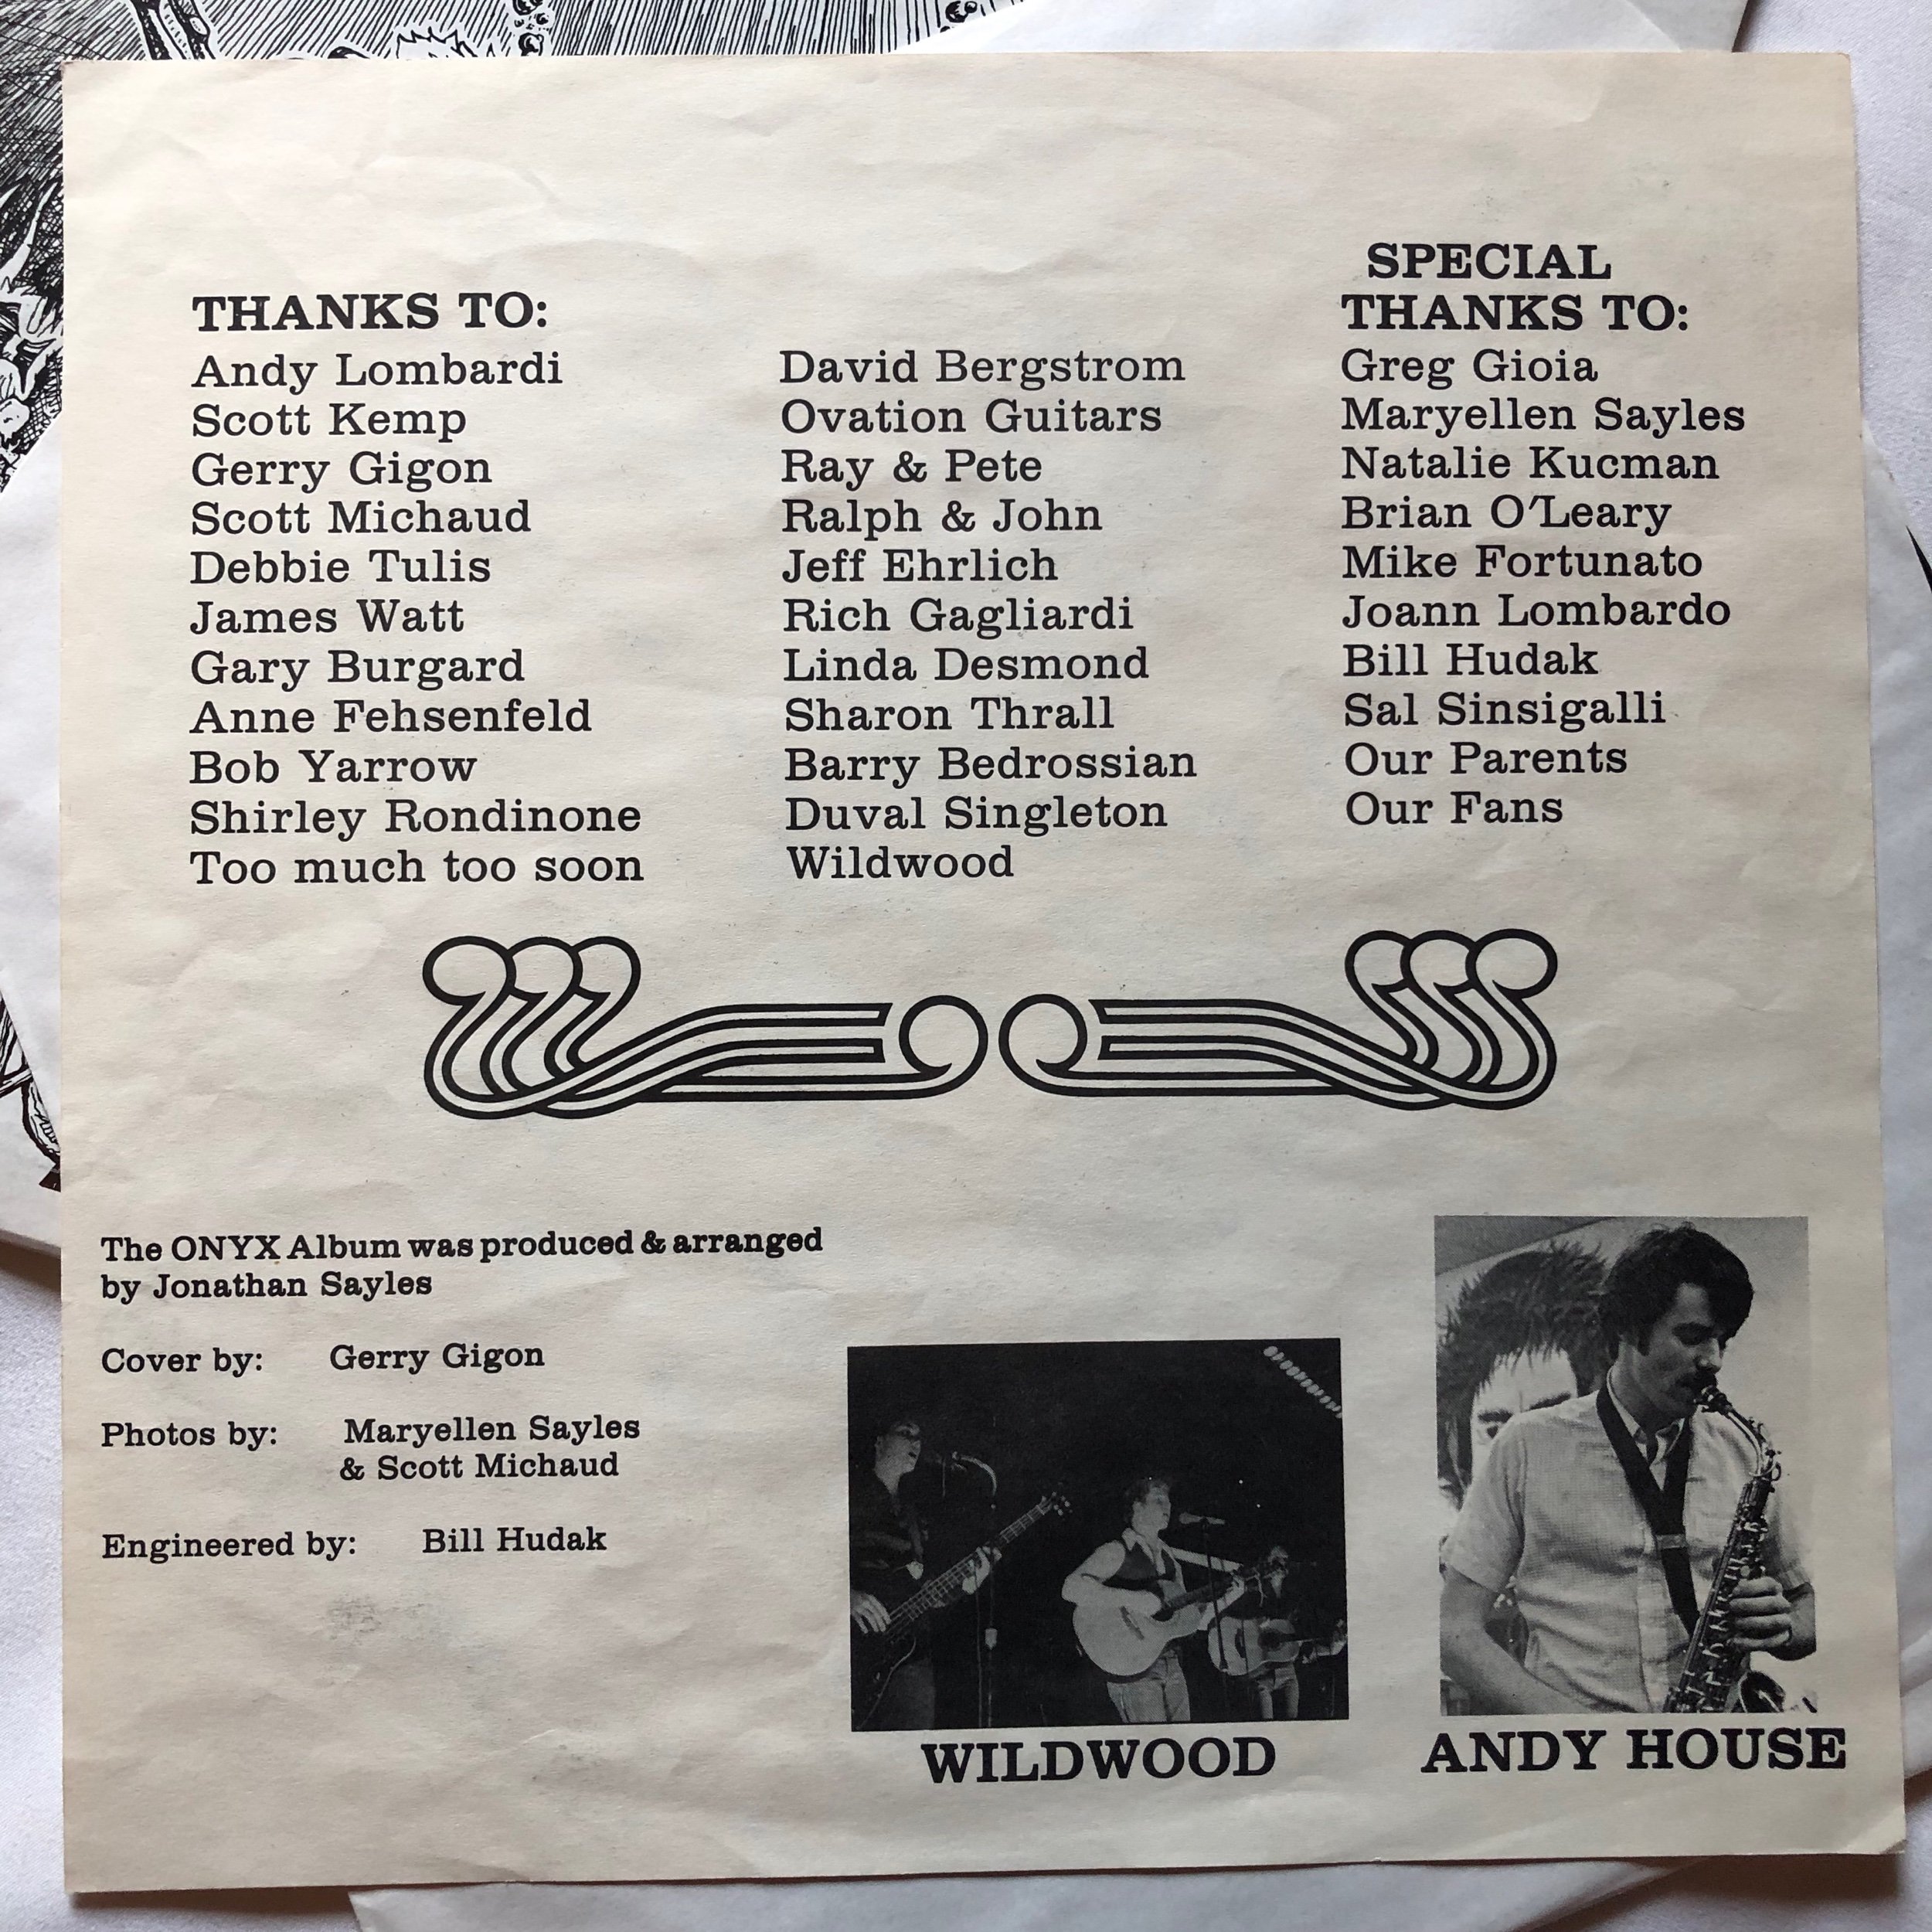 THANKS TO:
Andy Lombardi
Scott Kemp
Gerry Gigon
Scott Michaud
Debbie Tulis
James Watt
Gary Burgard
Anne Fehsenfeld
Bob Yarrow
Shirley Rondinone
Too much too soon
David Bergstrom
Ovation Guitars
Ray & Pete
Ralph & John
Jeff Ehrlich
Rich Gagliardi
Linda Desmond
Sharon Thrall
Barry Bedrossian
Duval Singleton
Wildwood
SPECIAL
THANKS TO:
Greg Gioia
Maryellen Sayles
Natalie Kucman
Brian O'Leary
Mike Fortunato
Joann Lombardo
Bill Hudak
Sal Sinsigalli
Our Parents
Our Fans
The ONYX Album was produced & arranged
by Jonathan Sayles
Cover by: Gerry Gigon
Photos by: Maryellen Sayles
& Scott Michaud
Engineered by: Bill Hudak
WILDWOOD
ANDY HOUSE